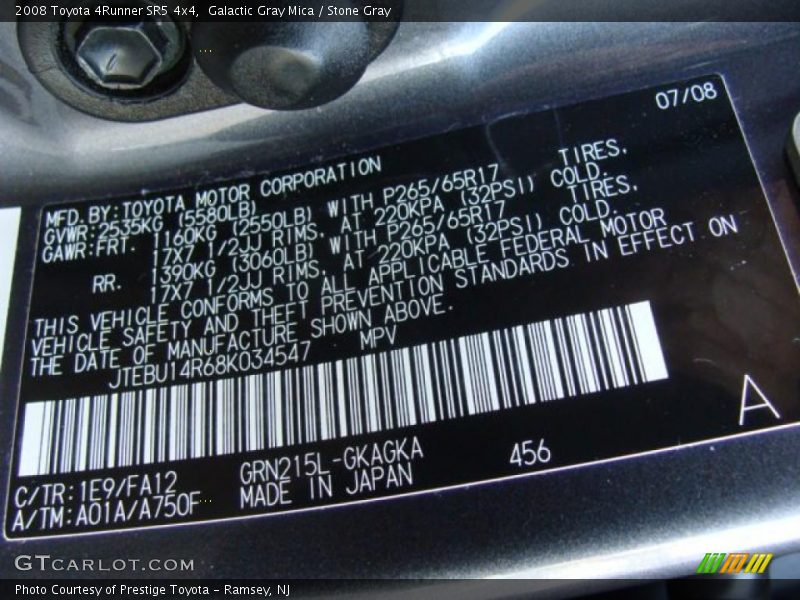 2008 Toyota 4Runner SR5 4x4, Galactic Gray Mica / Stone Gray
07/08
MFD. BY: TOYOTA MOTOR CORPORATION
GVWR: 2535KG (5580LB)
GAWR: FRT. 1160KG (2550LB) WITH P265/65R17 TIRES,
17X7 1/2JJ RIMS, AT 220KPA (32PSI) COLD.
RR. 1390KG (3060LB) WITH P265/65R17 TIRES,
17X7 1/2JJ RIMS, AT 220KPA (32PSI) COLD.
THIS VEHICLE CONFORMS TO ALL APPLICABLE FEDERAL MOTOR
VEHICLE SAFETY AND THEFT PREVENTION STANDARDS IN EFFECT ON
THE DATE OF MANUFACTURE SHOWN ABOVE.
JTEBU14R68K034547 MPV
A
C/TR: 1E9/FA12 GRN215L-GKAGKA 456
A/TM: A01A/A750F MADE IN JAPAN
GTCARLOT.COM
Photo Courtesy of Prestige Toyota - Ramsey, NJ